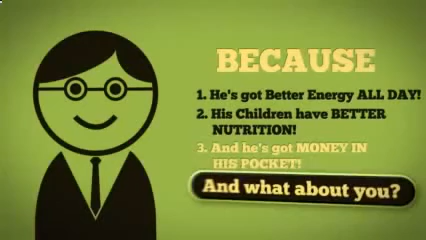 BECAUSE
1. He's got Better Energy ALL DAY!
2. His Children have BETTER
NUTRITION!
3. And he's got MONEY IN
HIS POCKET!
And what about you?